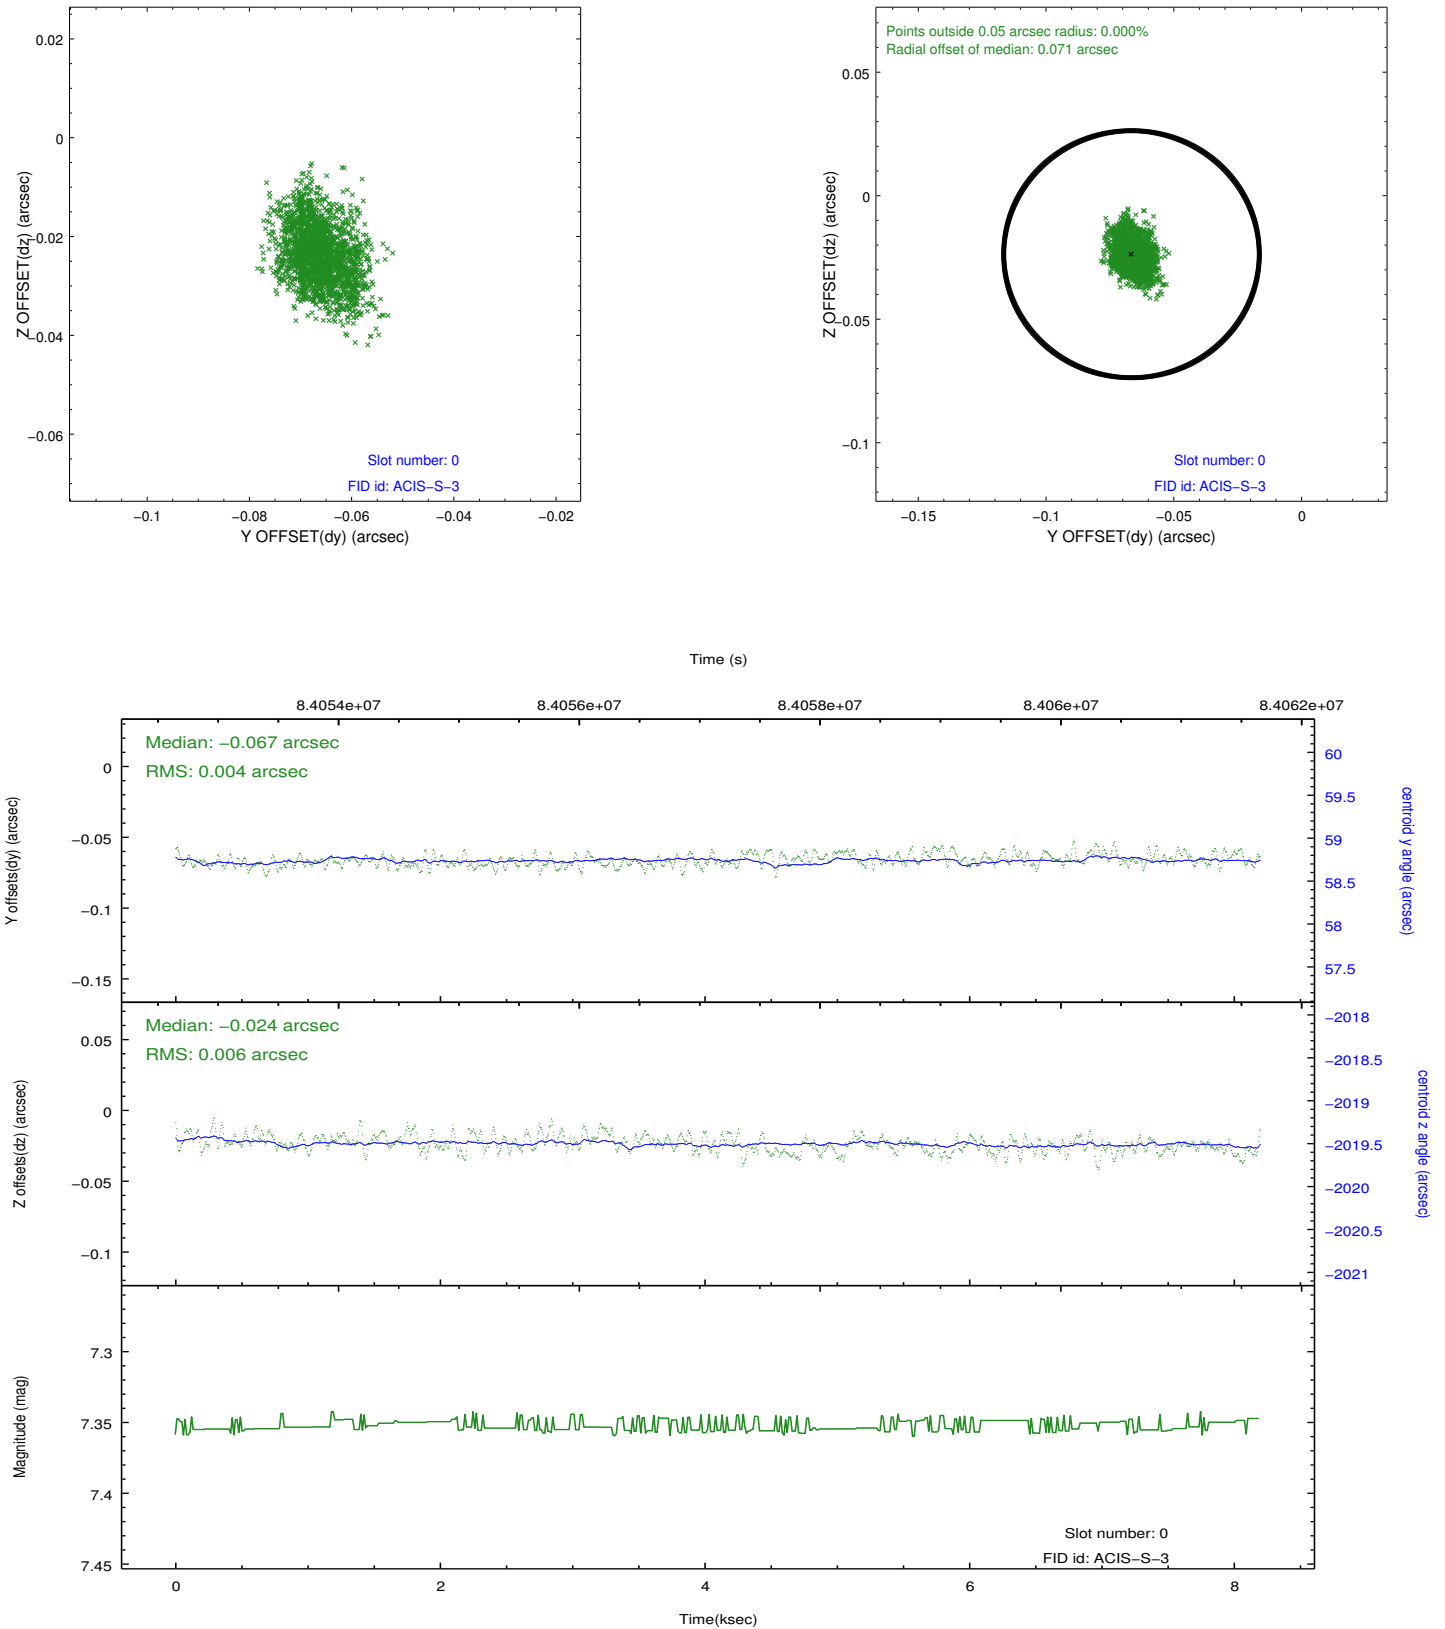 0.02
0
−0.02
−0.04
−0.06
Z OFFSET(dz) (arcsec)
Slot number: 0
FID id: ACIS−S−3
−0.1
−0.08
−0.06
−0.04
−0.02
Y OFFSET(dy) (arcsec)
Points outside 0.05 arcsec radius: 0.000%
Radial offset of median: 0.071 arcsec
0.05
0
−0.05
−0.1
Z OFFSET(dz) (arcsec)
Slot number: 0
FID id: ACIS−S−3
−0.15
−0.1
−0.05
0
Y OFFSET(dy) (arcsec)
Time (s)
8.4054e+07
8.4056e+07
8.4058e+07
8.406e+07
8.4062e+07
Median: −0.067 arcsec
RMS: 0.004 arcsec
0
−0.05
−0.1
−0.15
Y offsets(dy) (arcsec)
60
59.5
59
58.5
58
57.5
centroid y angle (arcsec)
Median: −0.024 arcsec
RMS: 0.006 arcsec
0.05
0
−0.05
−0.1
Z offsets(dz) (arcsec)
−2018
−2018.5
−2019
−2019.5
−2020
−2020.5
−2021
centroid z angle (arcsec)
7.3
7.35
7.4
7.45
Magnitude (mag)
Slot number: 0
FID id: ACIS−S−3
0
2
4
6
8
Time(ksec)